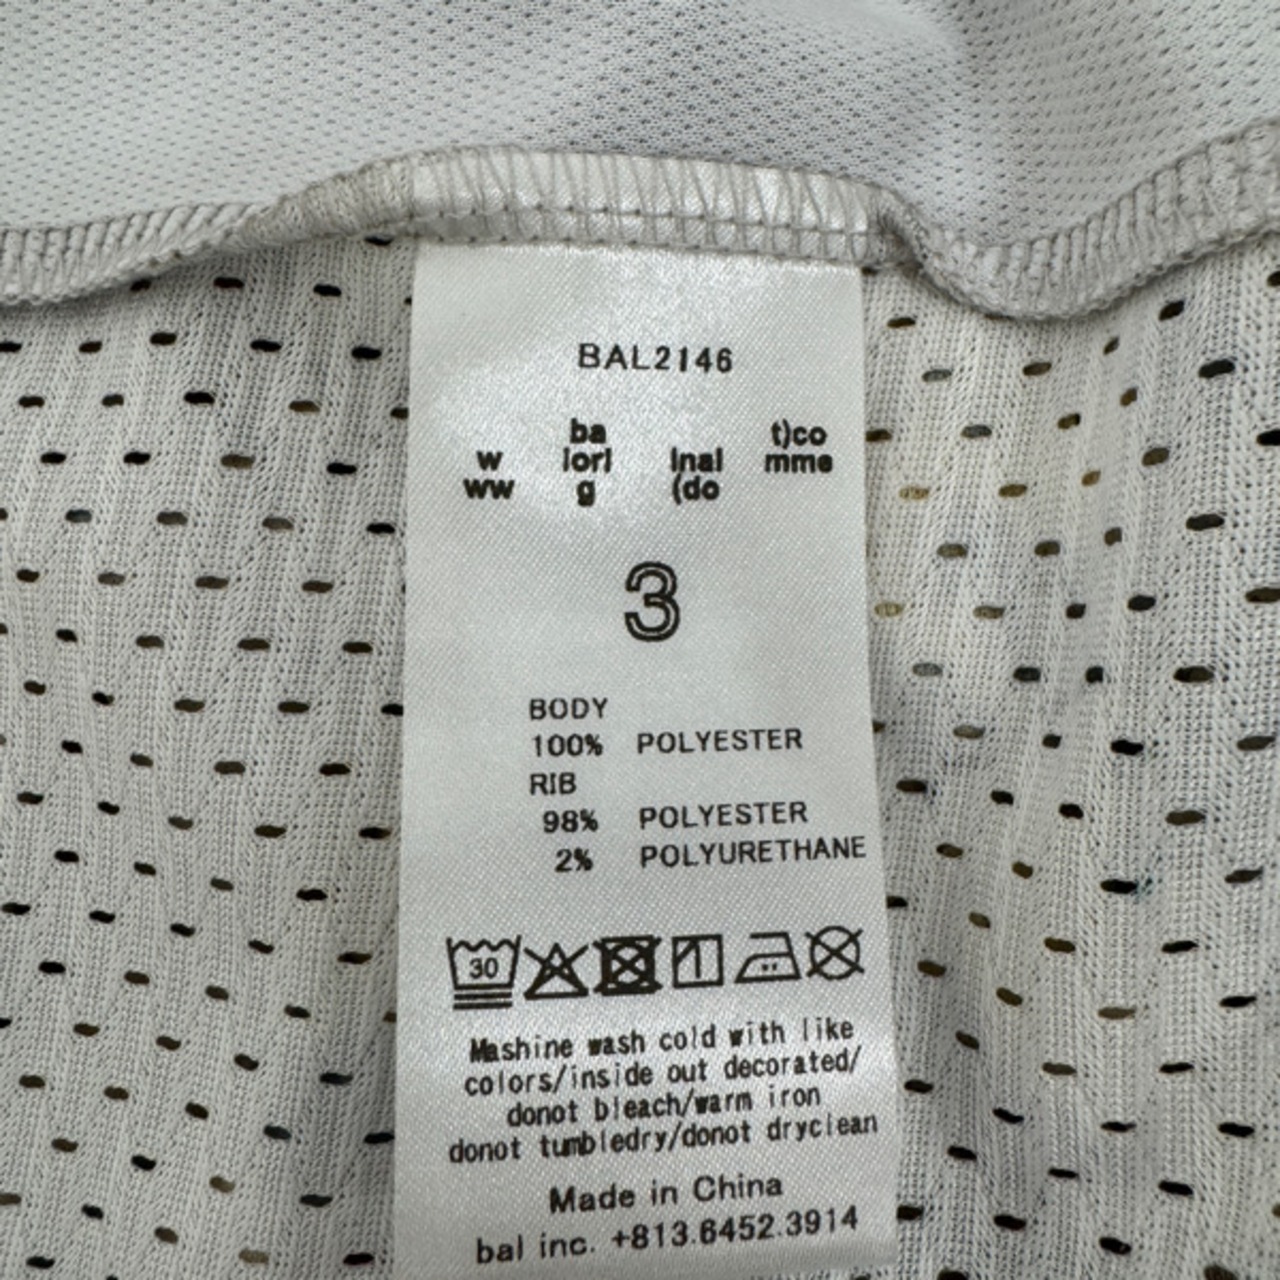 BAL2146
ba
t)co
w
lori
inal
mme
ww
g
(do
3
BODY
100% POLYESTER
RIB
98% POLYESTER
2% POLYURETHANE
30
Mashine wash cold with like
colors/inside out decorated/
donot bleach/warm iron
donot tumbledry/donot dryclean
Made in China
bal inc. +813.6452.3914